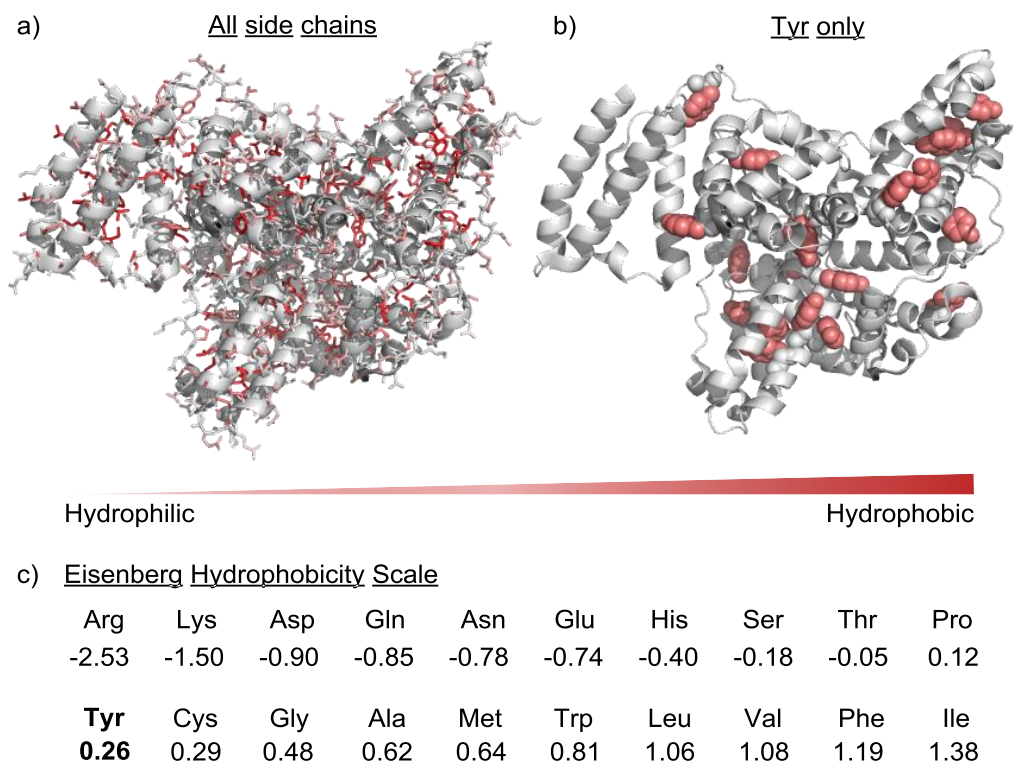 a) All side chains b) Tyr only
Hydrophilic Hydrophobic
c) Eisenberg Hydrophobicity Scale
Arg Lys Asp Gln Asn Glu His Ser Thr Pro
-2.53 -1.50 -0.90 -0.85 -0.78 -0.74 -0.40 -0.18 -0.05 0.12
Tyr Cys Gly Ala Met Trp Leu Val Phe Ile
0.26 0.29 0.48 0.62 0.64 0.81 1.06 1.08 1.19 1.38